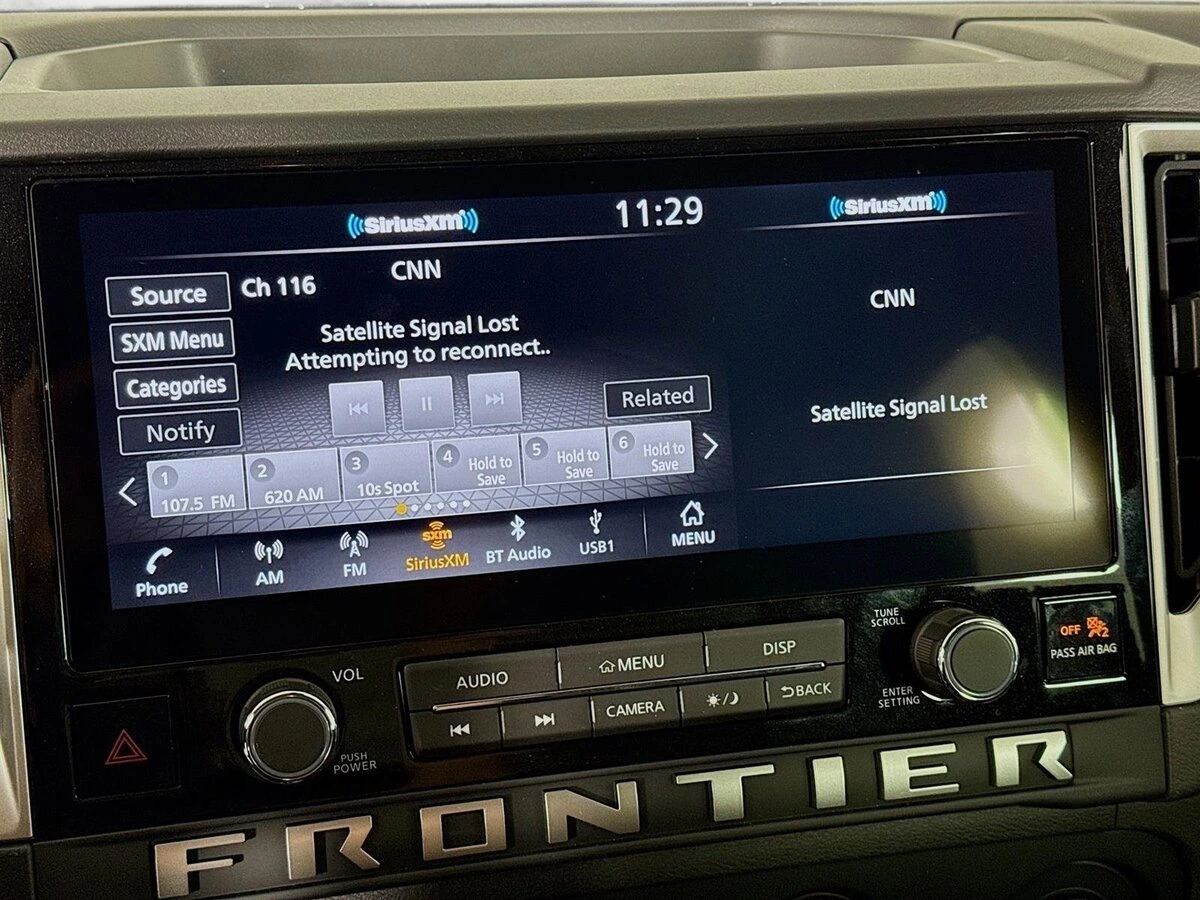 SiriusXM
11:29
SiriusXM
Source
Ch 116
CNN
CNN
SXM Menu
Satellite Signal Lost
Attempting to reconnect..
Categories
Related
Satellite Signal Lost
Notify
1
107.5 FM
2
620 AM
3
10s Spot
4
Hold to
Save
5
Hold to
Save
6
Hold to
Save
Phone
AM
FM
sxm
SiriusXM
BT Audio
USB1
MENU
VOL
PUSH
POWER
AUDIO
MENU
DISP
CAMERA
BACK
TUNE
SCROLL
ENTER
SETTING
OFF 2
PASS AIR BAG
FRONTIER